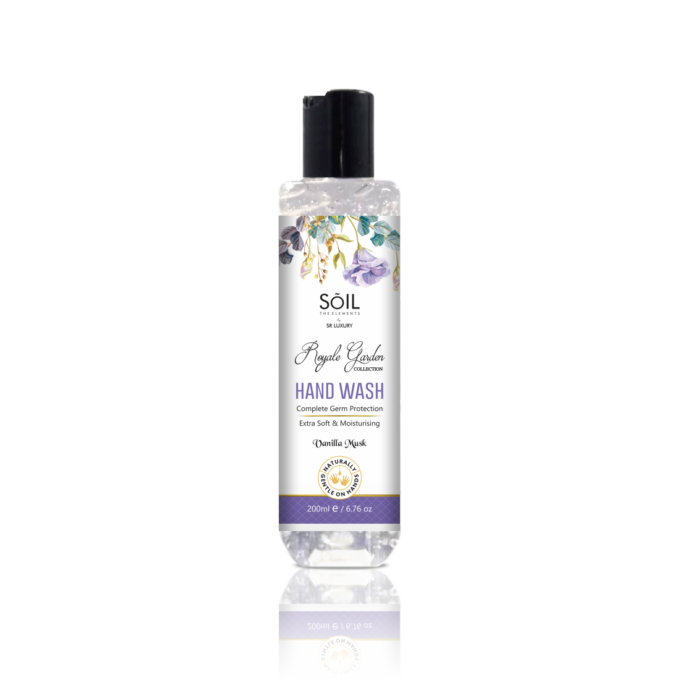 SÕIL
THE ELEMENTS
By
SR LUXURY
Royale Garden
COLLECTION
HAND WASH
Complete Germ Protection
Extra Soft & Moisturising
Vanilla Musk
NATURALLY
GENTLE ON HANDS
200ml e / 6.76 oz